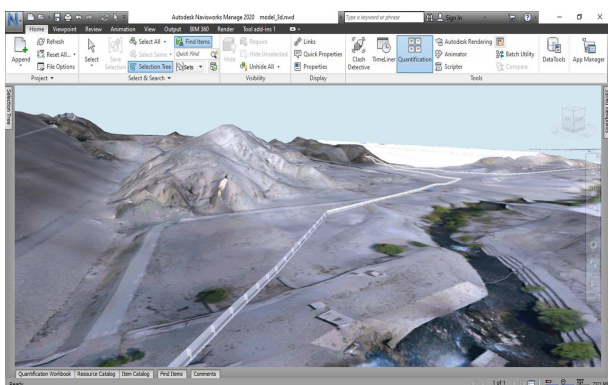 Autodesk Navisworks Manage 2020 model_ld.nwd
Type a keyword or phrase
Sign In
Home Viewpoint Review Animation View Output BIM 360 Render Tool add-ins 1
Append
Refresh
Reset All...
File Options
Project
Select
Save Selection
Select All
Select Same
Selection Tree
Find Items
Quick Find
Sets
Select & Search
Hide
Require
Hide Unselected
Unhide All
Visibility
Links
Quick Properties
Properties
Display
Clash Detective
TimeLiner
Quantification
Autodesk Rendering
Animator
Scripter
Batch Utility
Compare
Tools
DataTools
App Manager
Selection Tree
Quantification Workbook Resource Catalog Item Catalog Find Items Comments
Ready
1 of 1